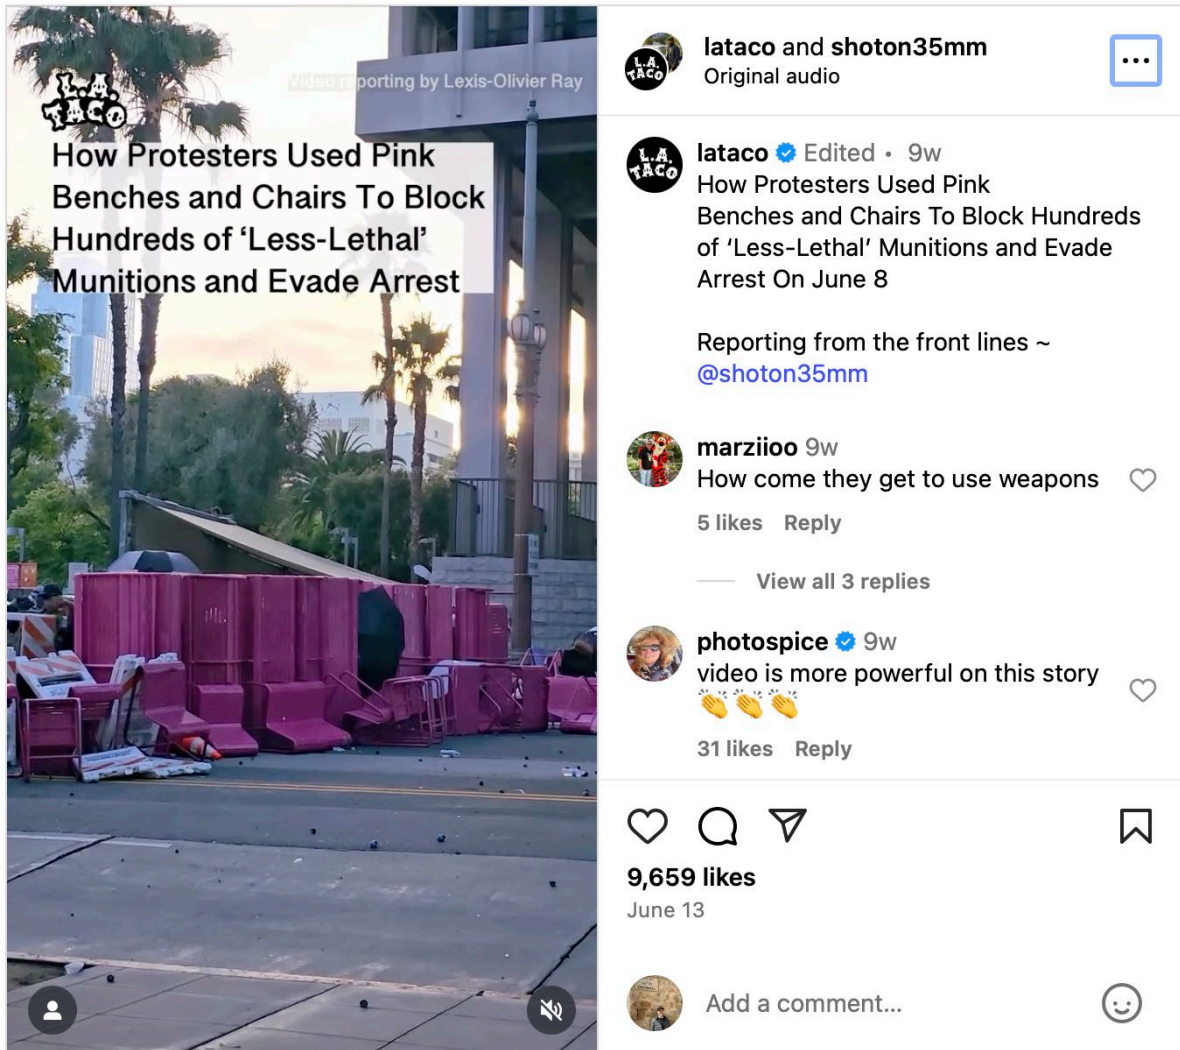 L.A.
TACO
Video reporting by Lexis-Olivier Ray
How Protesters Used Pink
Benches and Chairs To Block
Hundreds of ‘Less-Lethal’
Munitions and Evade Arrest
L.A.
TACO
lataco and shoton35mm
Original audio
L.A.
TACO
lataco Edited • 9w
How Protesters Used Pink
Benches and Chairs To Block Hundreds
of ‘Less-Lethal’ Munitions and Evade
Arrest On June 8
Reporting from the front lines ~
@shoton35mm
marziioo 9w
How come they get to use weapons
5 likes Reply
View all 3 replies
photospice 9w
video is more powerful on this story
👏👏👏
31 likes Reply
9,659 likes
June 13
Add a comment...